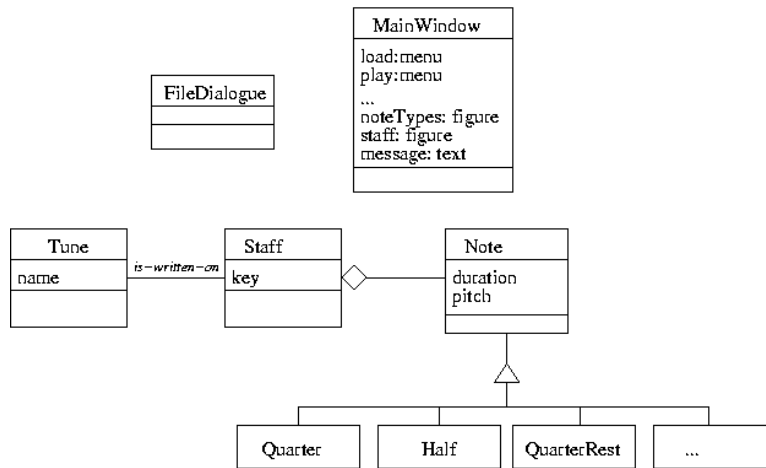 MainWindow
load:menu
play:menu
...
noteTypes: figure
staff: figure
message: text
FileDialogue
Tune
name
is-written-on
Staff
key
Note
duration
pitch
Quarter
Half
QuarterRest
...